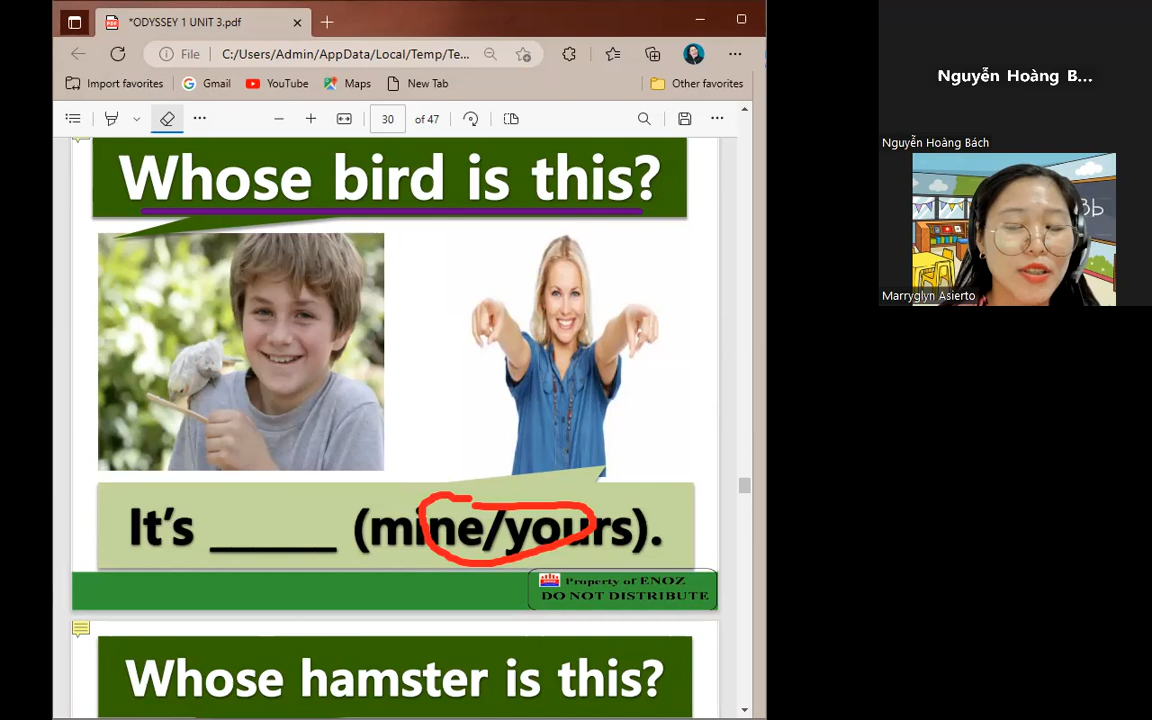 *ODYSSEY 1 UNIT 3.pdf
File
C:/Users/Admin/AppData/Local/Temp/Te...
Import favorites
Gmail
YouTube
Maps
New Tab
Other favorites
30 of 47
Whose bird is this?
It's ______ (mine/yours).
Property of ENOZ
DO NOT DISTRIBUTE
Whose hamster is this?
Nguyễn Hoàng B...
Nguyễn Hoàng Bách
Bb
Marryglyn Asierto